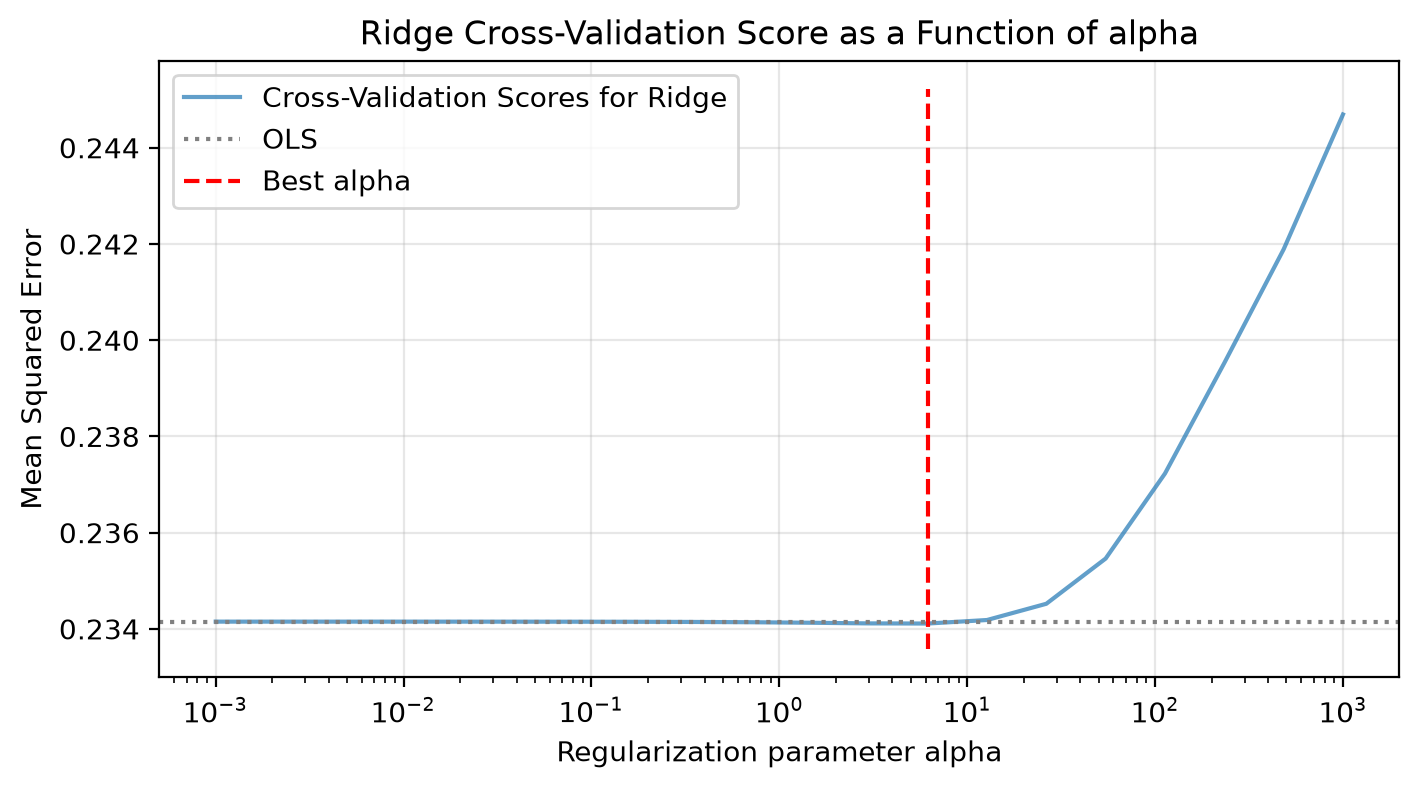 Ridge Cross-Validation Score as a Function of alpha
Cross-Validation Scores for Ridge
OLS
Best alpha
Mean Squared Error
0.244
0.242
0.240
0.238
0.236
0.234
10⁻³
10⁻²
10⁻¹
10⁰
10¹
10²
10³
Regularization parameter alpha